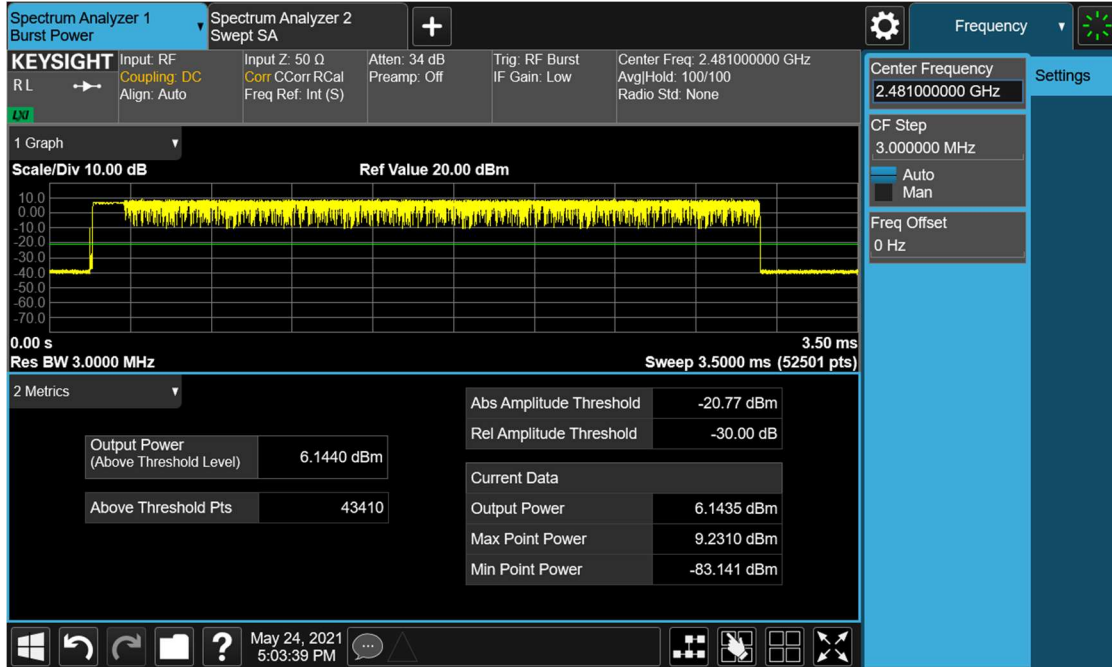 Spectrum Analyzer 1
Burst Power
Spectrum Analyzer 2
Swept SA
Frequency
KEYSIGHT
R L
LXI
Input: RF
Coupling: DC
Align: Auto
Input Z: 50 Ω
Corr CCorr RCal
Freq Ref: Int (S)
Atten: 34 dB
Preamp: Off
Trig: RF Burst
IF Gain: Low
Center Freq: 2.481000000 GHz
Avg|Hold: 100/100
Radio Std: None
Center Frequency
2.481000000 GHz
Settings
CF Step
3.000000 MHz
Auto
Man
Freq Offset
0 Hz
1 Graph
Scale/Div 10.00 dB
Ref Value 20.00 dBm
10.0
0.00
-10.0
-20.0
-30.0
-40.0
-50.0
-60.0
-70.0
0.00 s
3.50 ms
Res BW 3.0000 MHz
Sweep 3.5000 ms (52501 pts)
2 Metrics
Output Power
(Above Threshold Level)
6.1440 dBm
Above Threshold Pts
43410
Abs Amplitude Threshold
-20.77 dBm
Rel Amplitude Threshold
-30.00 dB
Current Data
Output Power
6.1435 dBm
Max Point Power
9.2310 dBm
Min Point Power
-83.141 dBm
?
May 24, 2021
5:03:39 PM